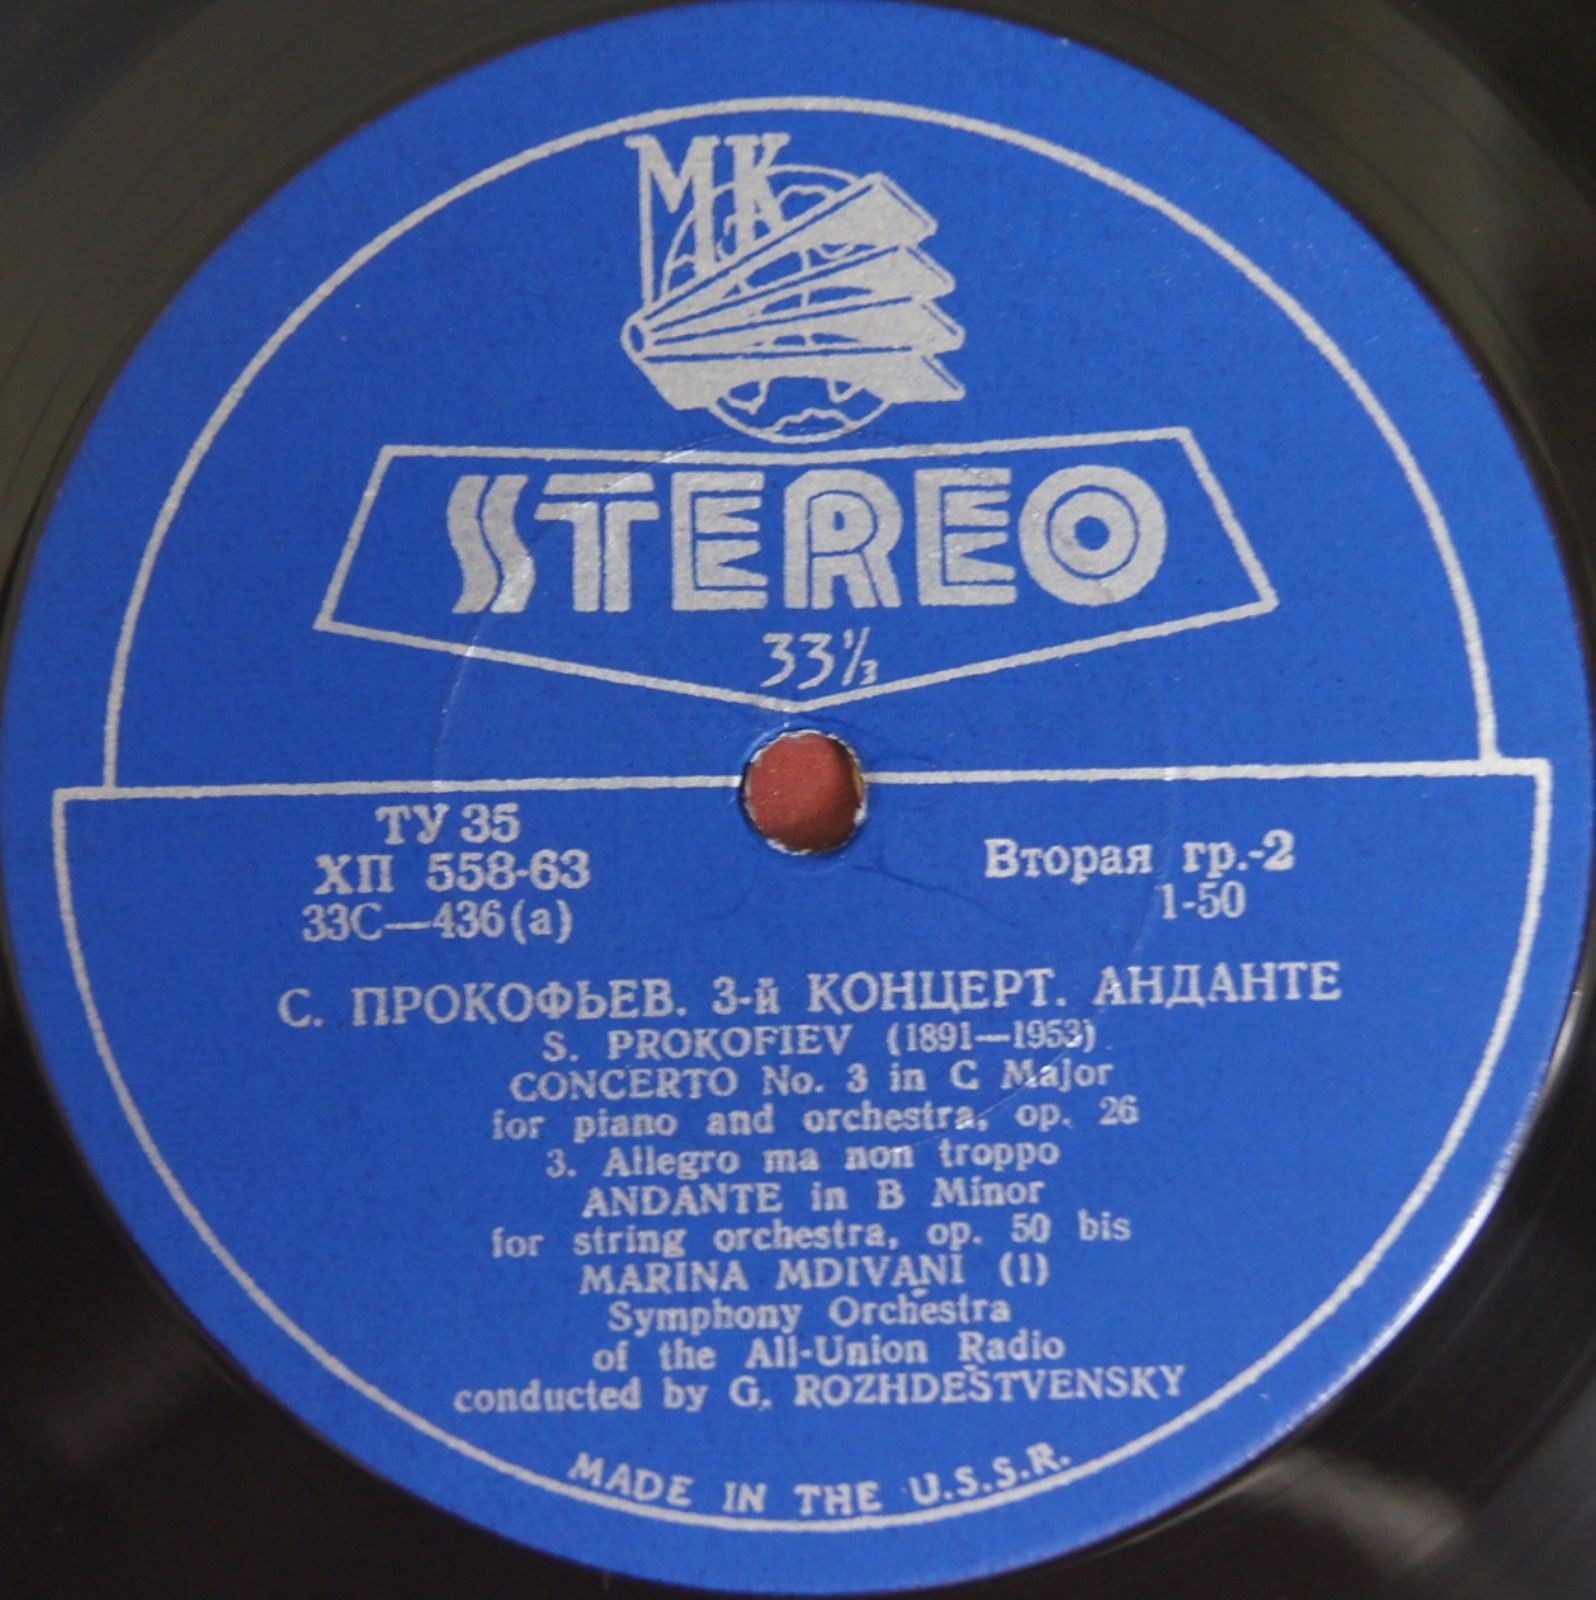 МК
STEREO
33⅓
ТУ 35
ХП 558-63
33С—436(а)
Вторая гр.-2
1-50
С. ПРОКОФЬЕВ. 3-й КОНЦЕРТ. АНДАНТЕ
S. PROKOFIEV (1891—1953)
CONCERTO No. 3 in C Major
for piano and orchestra, op. 26
3. Allegro ma non troppo
ANDANTE in B Minor
for string orchestra, op. 50 bis
MARINA MDIVANI (1)
Symphony Orchestra
of the All-Union Radio
conducted by G. ROZHDESTVENSKY
MADE IN THE U.S.S.R.